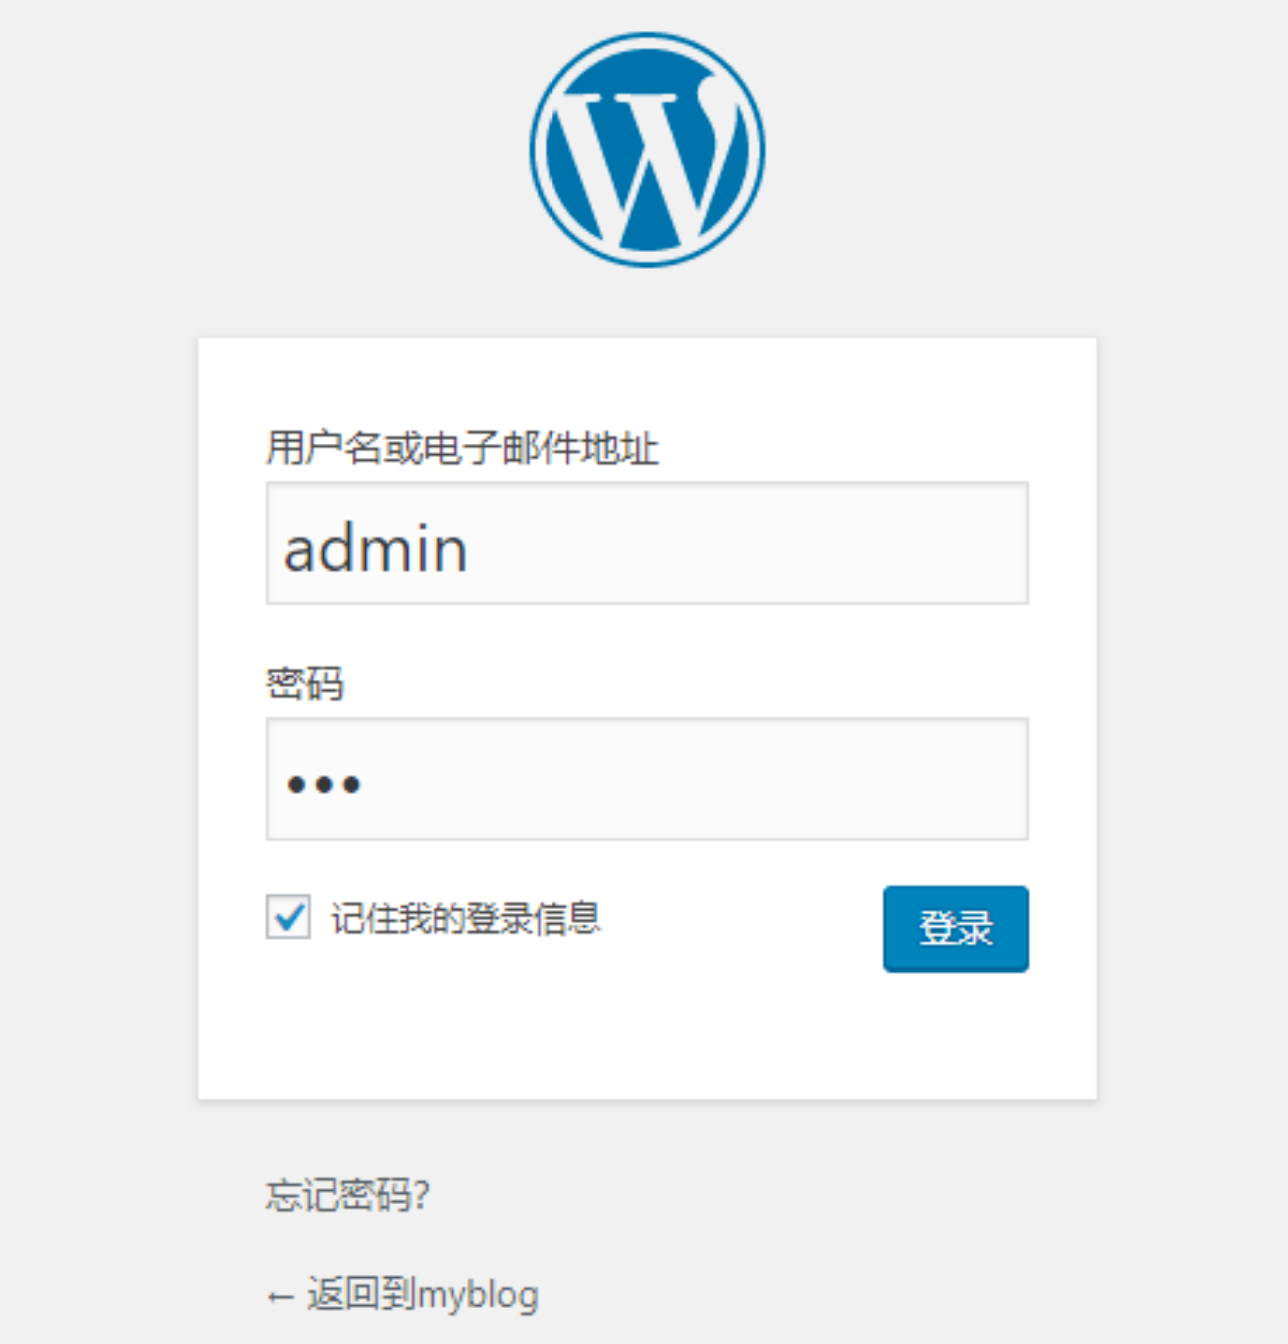 用户名或电子邮件地址
admin
密码
•••
记住我的登录信息
登录
忘记密码？
← 返回到myblog